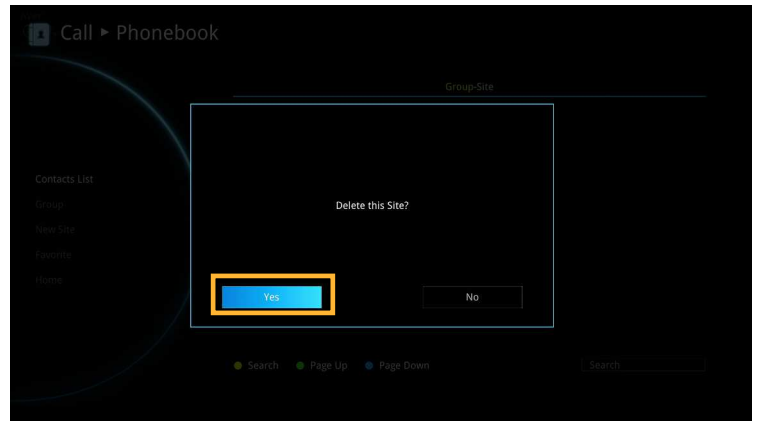 Call ▸ Phonebook
Group-Site
Contacts List
Group
New Site
Favorite
Home
Delete this Site?
Yes No
Search Page Up Page Down Search